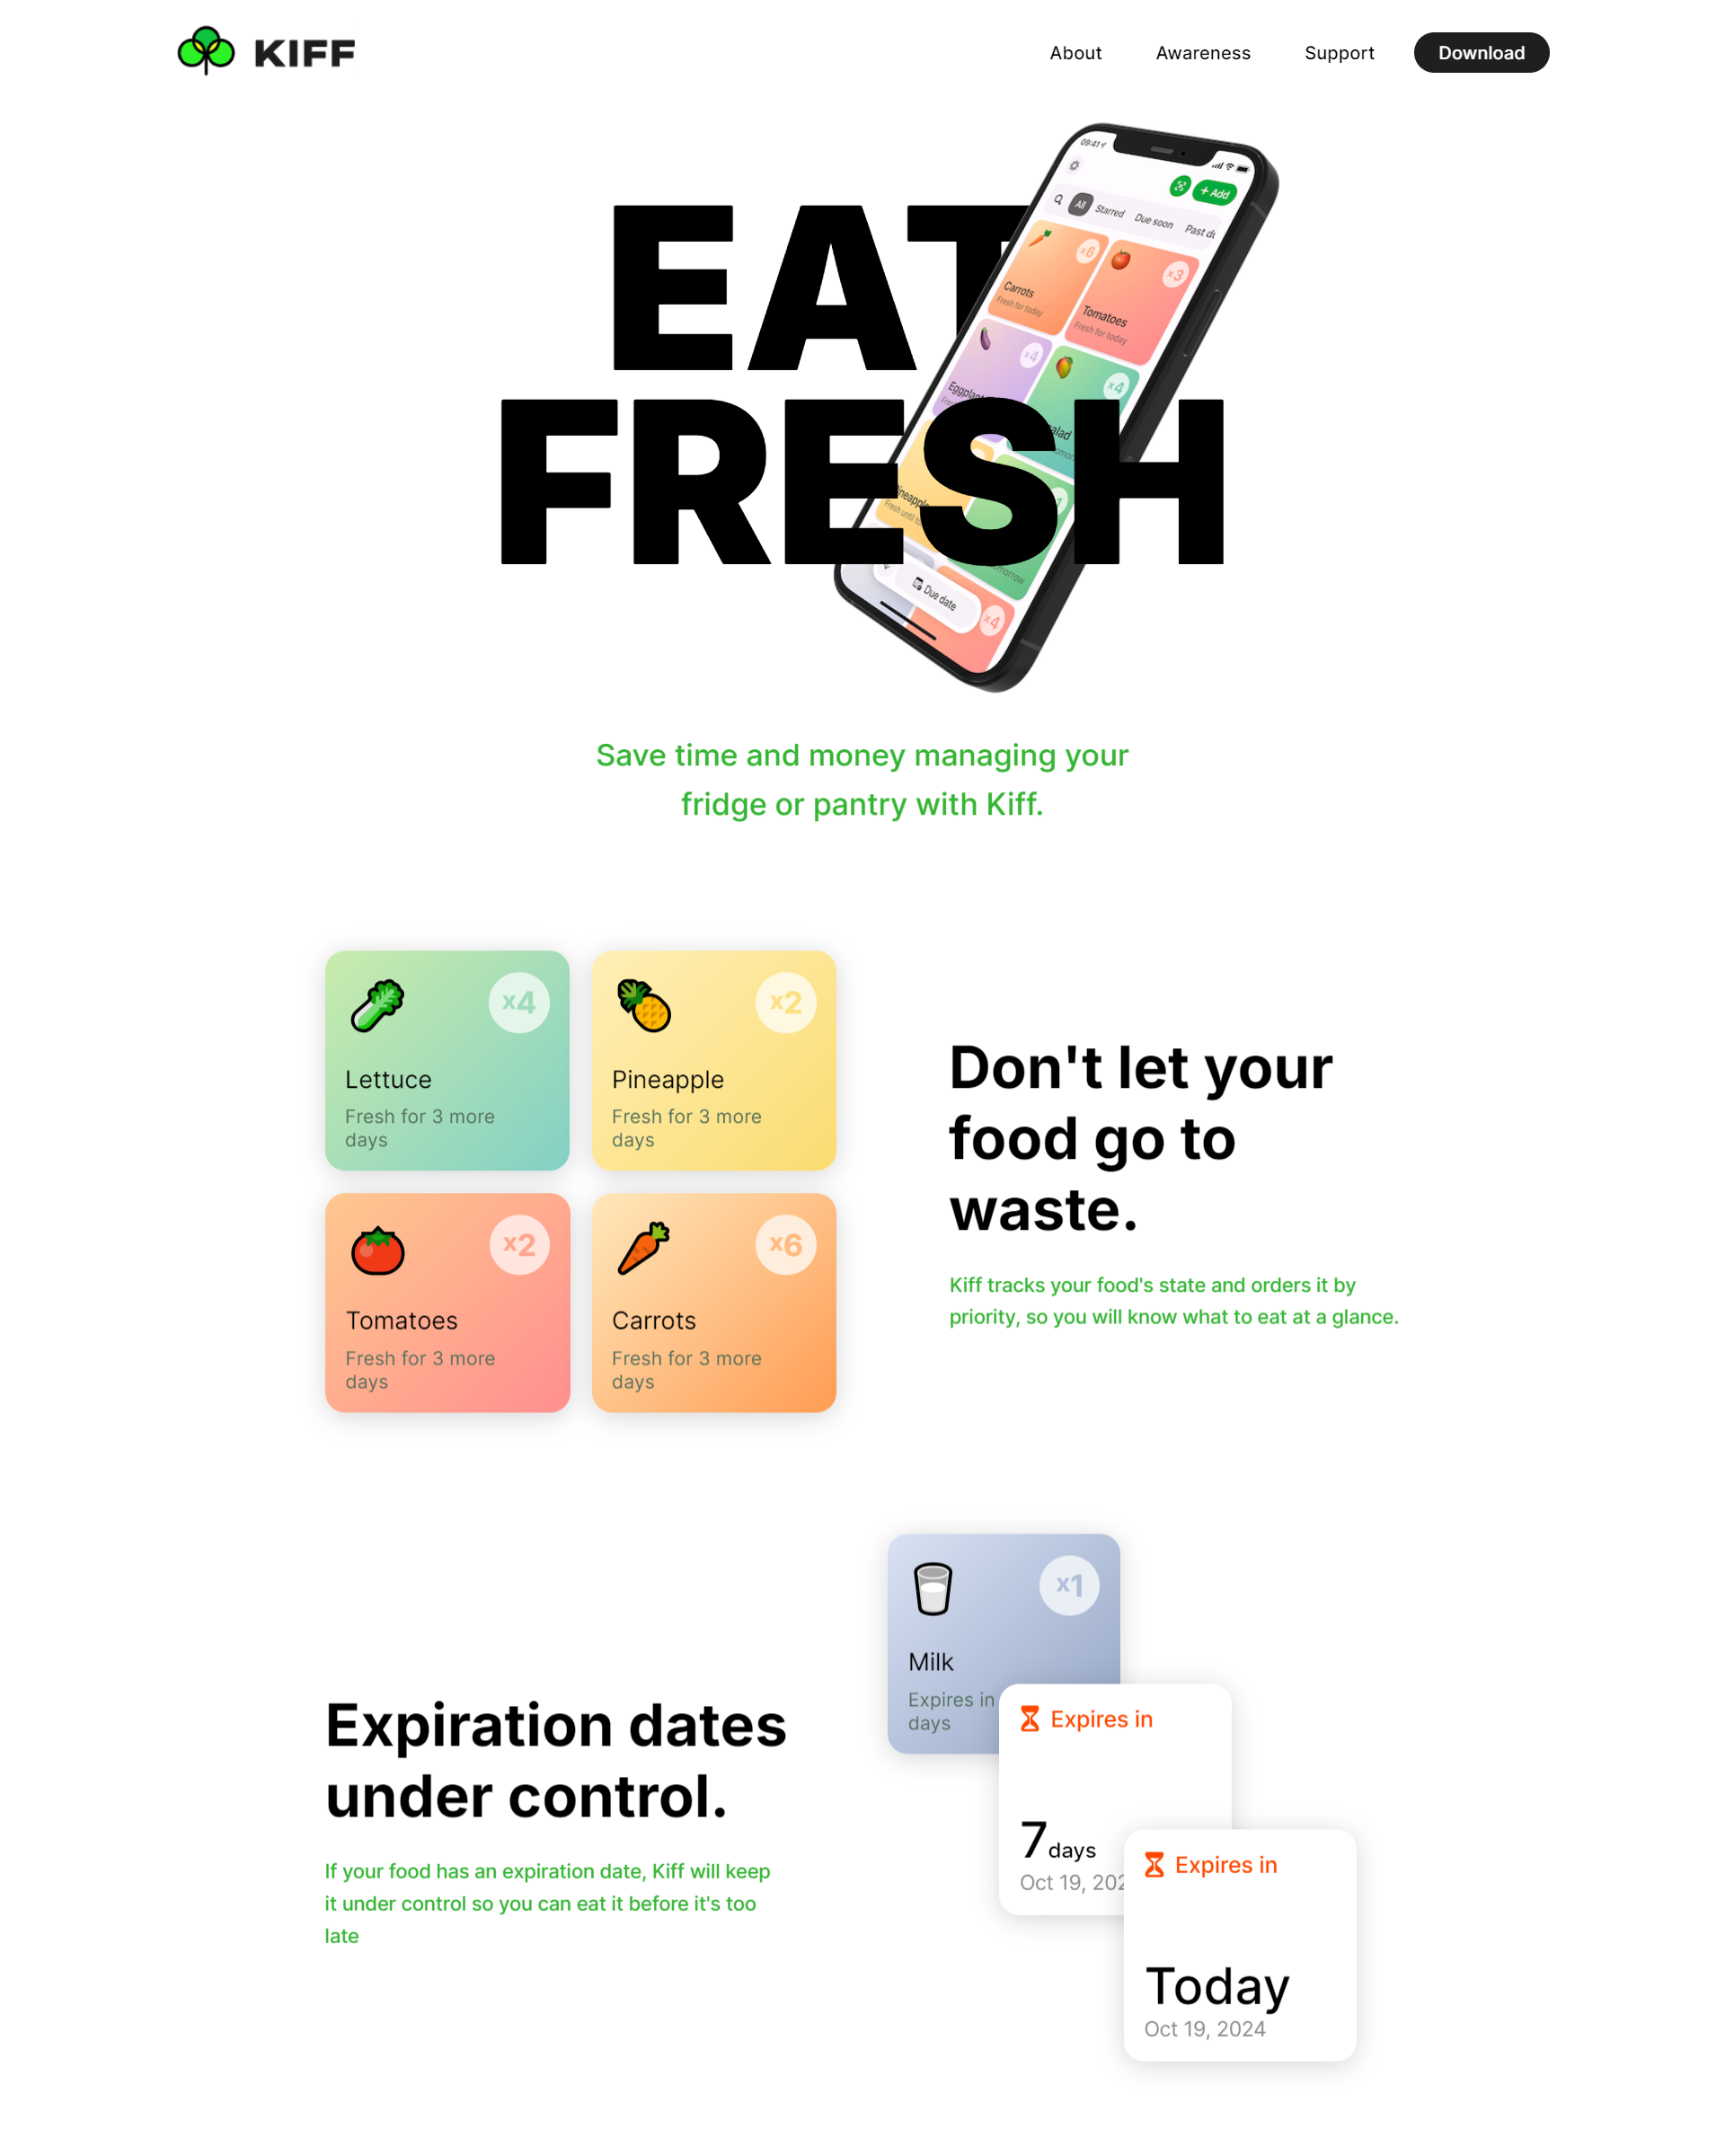 KIFF
About
Awareness
Support
Download
09:41
+ Add
All
Starred
Due soon
Past
x6
Carrots
Fresh for today
x3
Tomatoes
Fresh for today
x4
x4
Due date
x4
EAT
FRESH
Save time and money managing your
fridge or pantry with Kiff.
x4
Lettuce
Fresh for 3 more
days
x2
Pineapple
Fresh for 3 more
days
x2
Tomatoes
Fresh for 3 more
days
x6
Carrots
Fresh for 3 more
days
Don't let your
food go to
waste.
Kiff tracks your food's state and orders it by
priority, so you will know what to eat at a glance.
Expiration dates
under control.
If your food has an expiration date, Kiff will keep
it under control so you can eat it before it's too
late
x1
Milk
Expires in
days
Expires in
7 days
Oct 19, 202
Expires in
Today
Oct 19, 2024